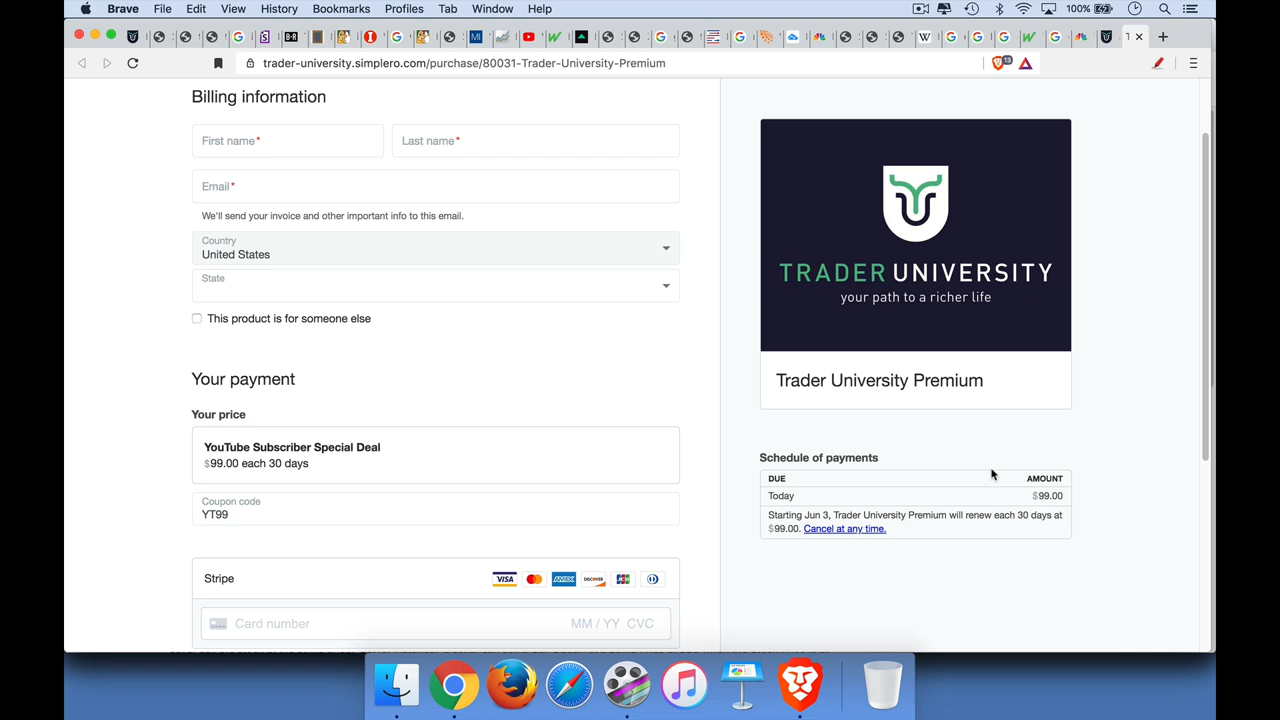 Brave File Edit View History Bookmarks Profiles Tab Window Help 100%
trader-university.simplero.com/purchase/80031-Trader-University-Premium
13
Billing information
First name*
Last name*
Email*
We'll send your invoice and other important info to this email.
Country
United States
State
This product is for someone else
Your payment
Your price
YouTube Subscriber Special Deal
$99.00 each 30 days
Coupon code
YT99
Stripe
VISA
AMEX
DISCOVER
JCB
Card number
MM / YY CVC
TRADER UNIVERSITY
your path to a richer life
Trader University Premium
Schedule of payments
DUE AMOUNT
Today $99.00
Starting Jun 3, Trader University Premium will renew each 30 days at
$99.00. Cancel at any time.